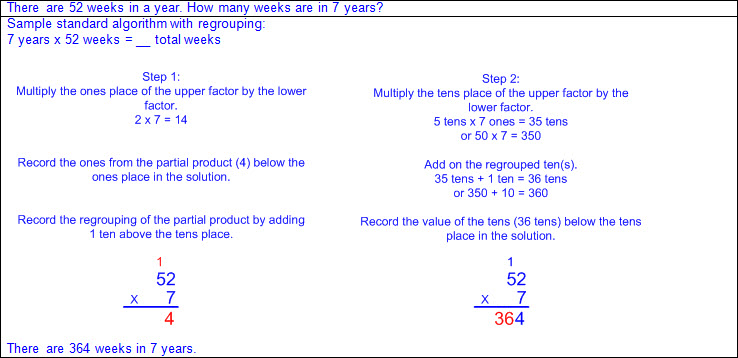 There are 52 weeks in a year. How many weeks are in 7 years?
Sample standard algorithm with regrouping:
7 years x 52 weeks = __ total weeks
Step 1:
Multiply the ones place of the upper factor by the lower
factor.
2 x 7 = 14
Record the ones from the partial product (4) below the
ones place in the solution.
Record the regrouping of the partial product by adding
1 ten above the tens place.
1
52
x 7
4
Step 2:
Multiply the tens place of the upper factor by the
lower factor.
5 tens x 7 ones = 35 tens
or 50 x 7 = 350
Add on the regrouped ten(s).
35 tens + 1 ten = 36 tens
or 350 + 10 = 360
Record the value of the tens (36 tens) below the tens
place in the solution.
1
52
x 7
364
There are 364 weeks in 7 years.